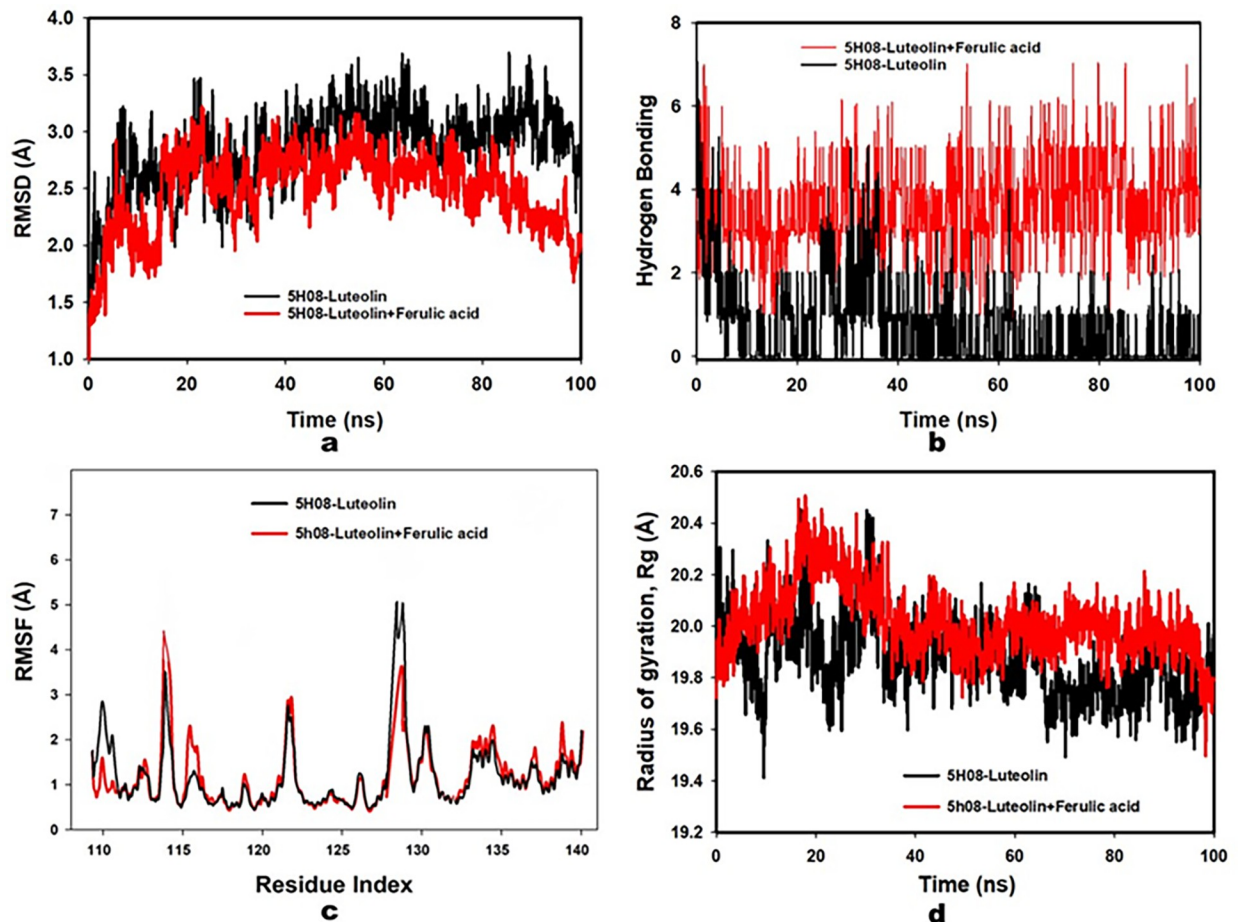 4.0
3.5
3.0
2.5
2.0
1.5
1.0
RMSD (Å)
5H08-Luteolin
5H08-Luteolin+Ferulic acid
0 20 40 60 80 100
Time (ns)
a
8
6
4
2
0
Hydrogen Bonding
5H08-Luteolin+Ferulic acid
5H08-Luteolin
0 20 40 60 80 100
Time (ns)
b
7
6
5
4
3
2
1
0
RMSF (Å)
5H08-Luteolin
5h08-Luteolin+Ferulic acid
110 115 120 125 130 135 140
Residue Index
c
20.6
20.4
20.2
20.0
19.8
19.6
19.4
19.2
Radius of gyration, Rg (Å)
5H08-Luteolin
5h08-Luteolin+Ferulic acid
0 20 40 60 80 100
Time (ns)
d